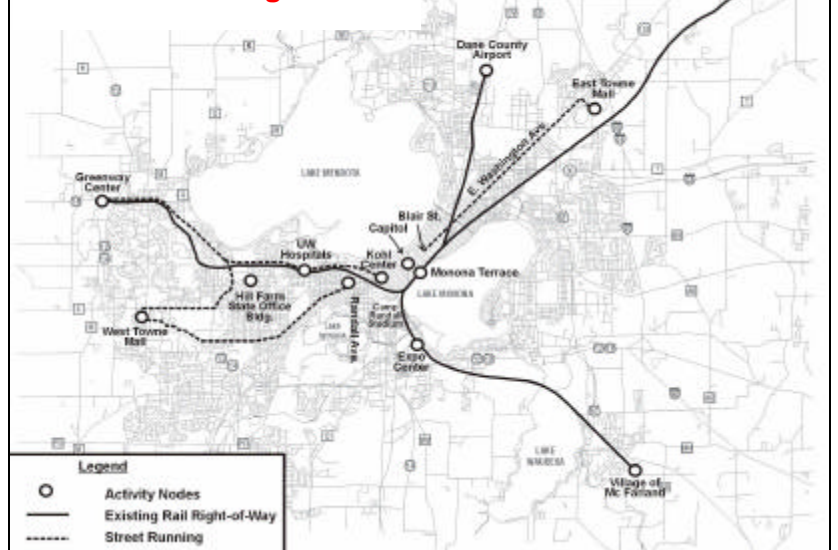 Dane County
Airport
East Towne
Mall
E. Washington Ave.
LAKE MENDOTA
Greenway
Center
Blair St.
Capitol
UW
Hospitals
Kohl
Center
Monona Terrace
LAKE MONONA
Hill Farm
State Office
Bldg.
Camp
Randall
Stadium
Randal Ave.
West Towne
Mall
Expo
Center
LAKE
WAUBESA
Village of
Mc Farland
Legend
Activity Nodes
Existing Rail Right-of-Way
Street Running